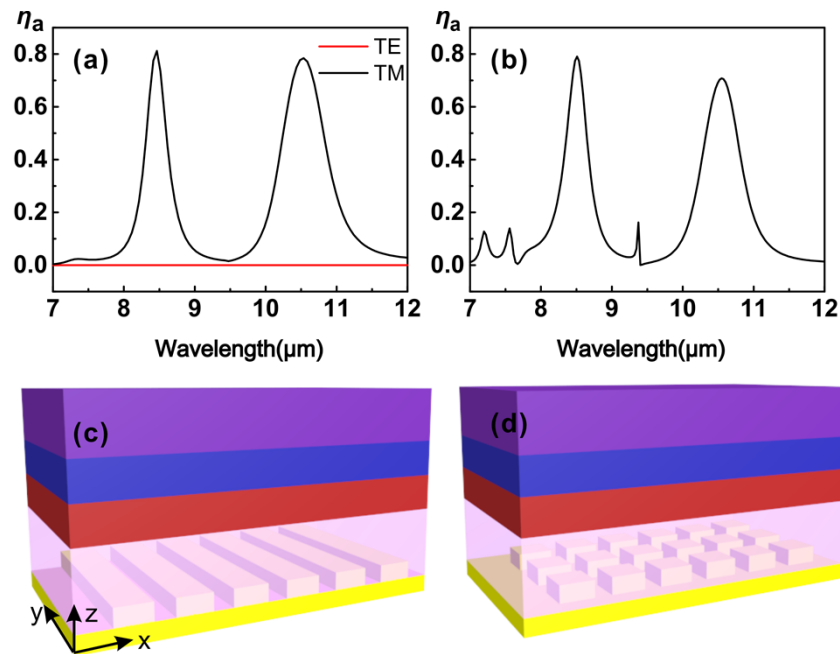 ηa
(a)
TE
TM
0.8
0.6
0.4
0.2
0.0
7 8 9 10 11 12
Wavelength(μm)
ηa
(b)
0.8
0.6
0.4
0.2
0.0
7 8 9 10 11 12
Wavelength(μm)
(c)
y z x
(d)